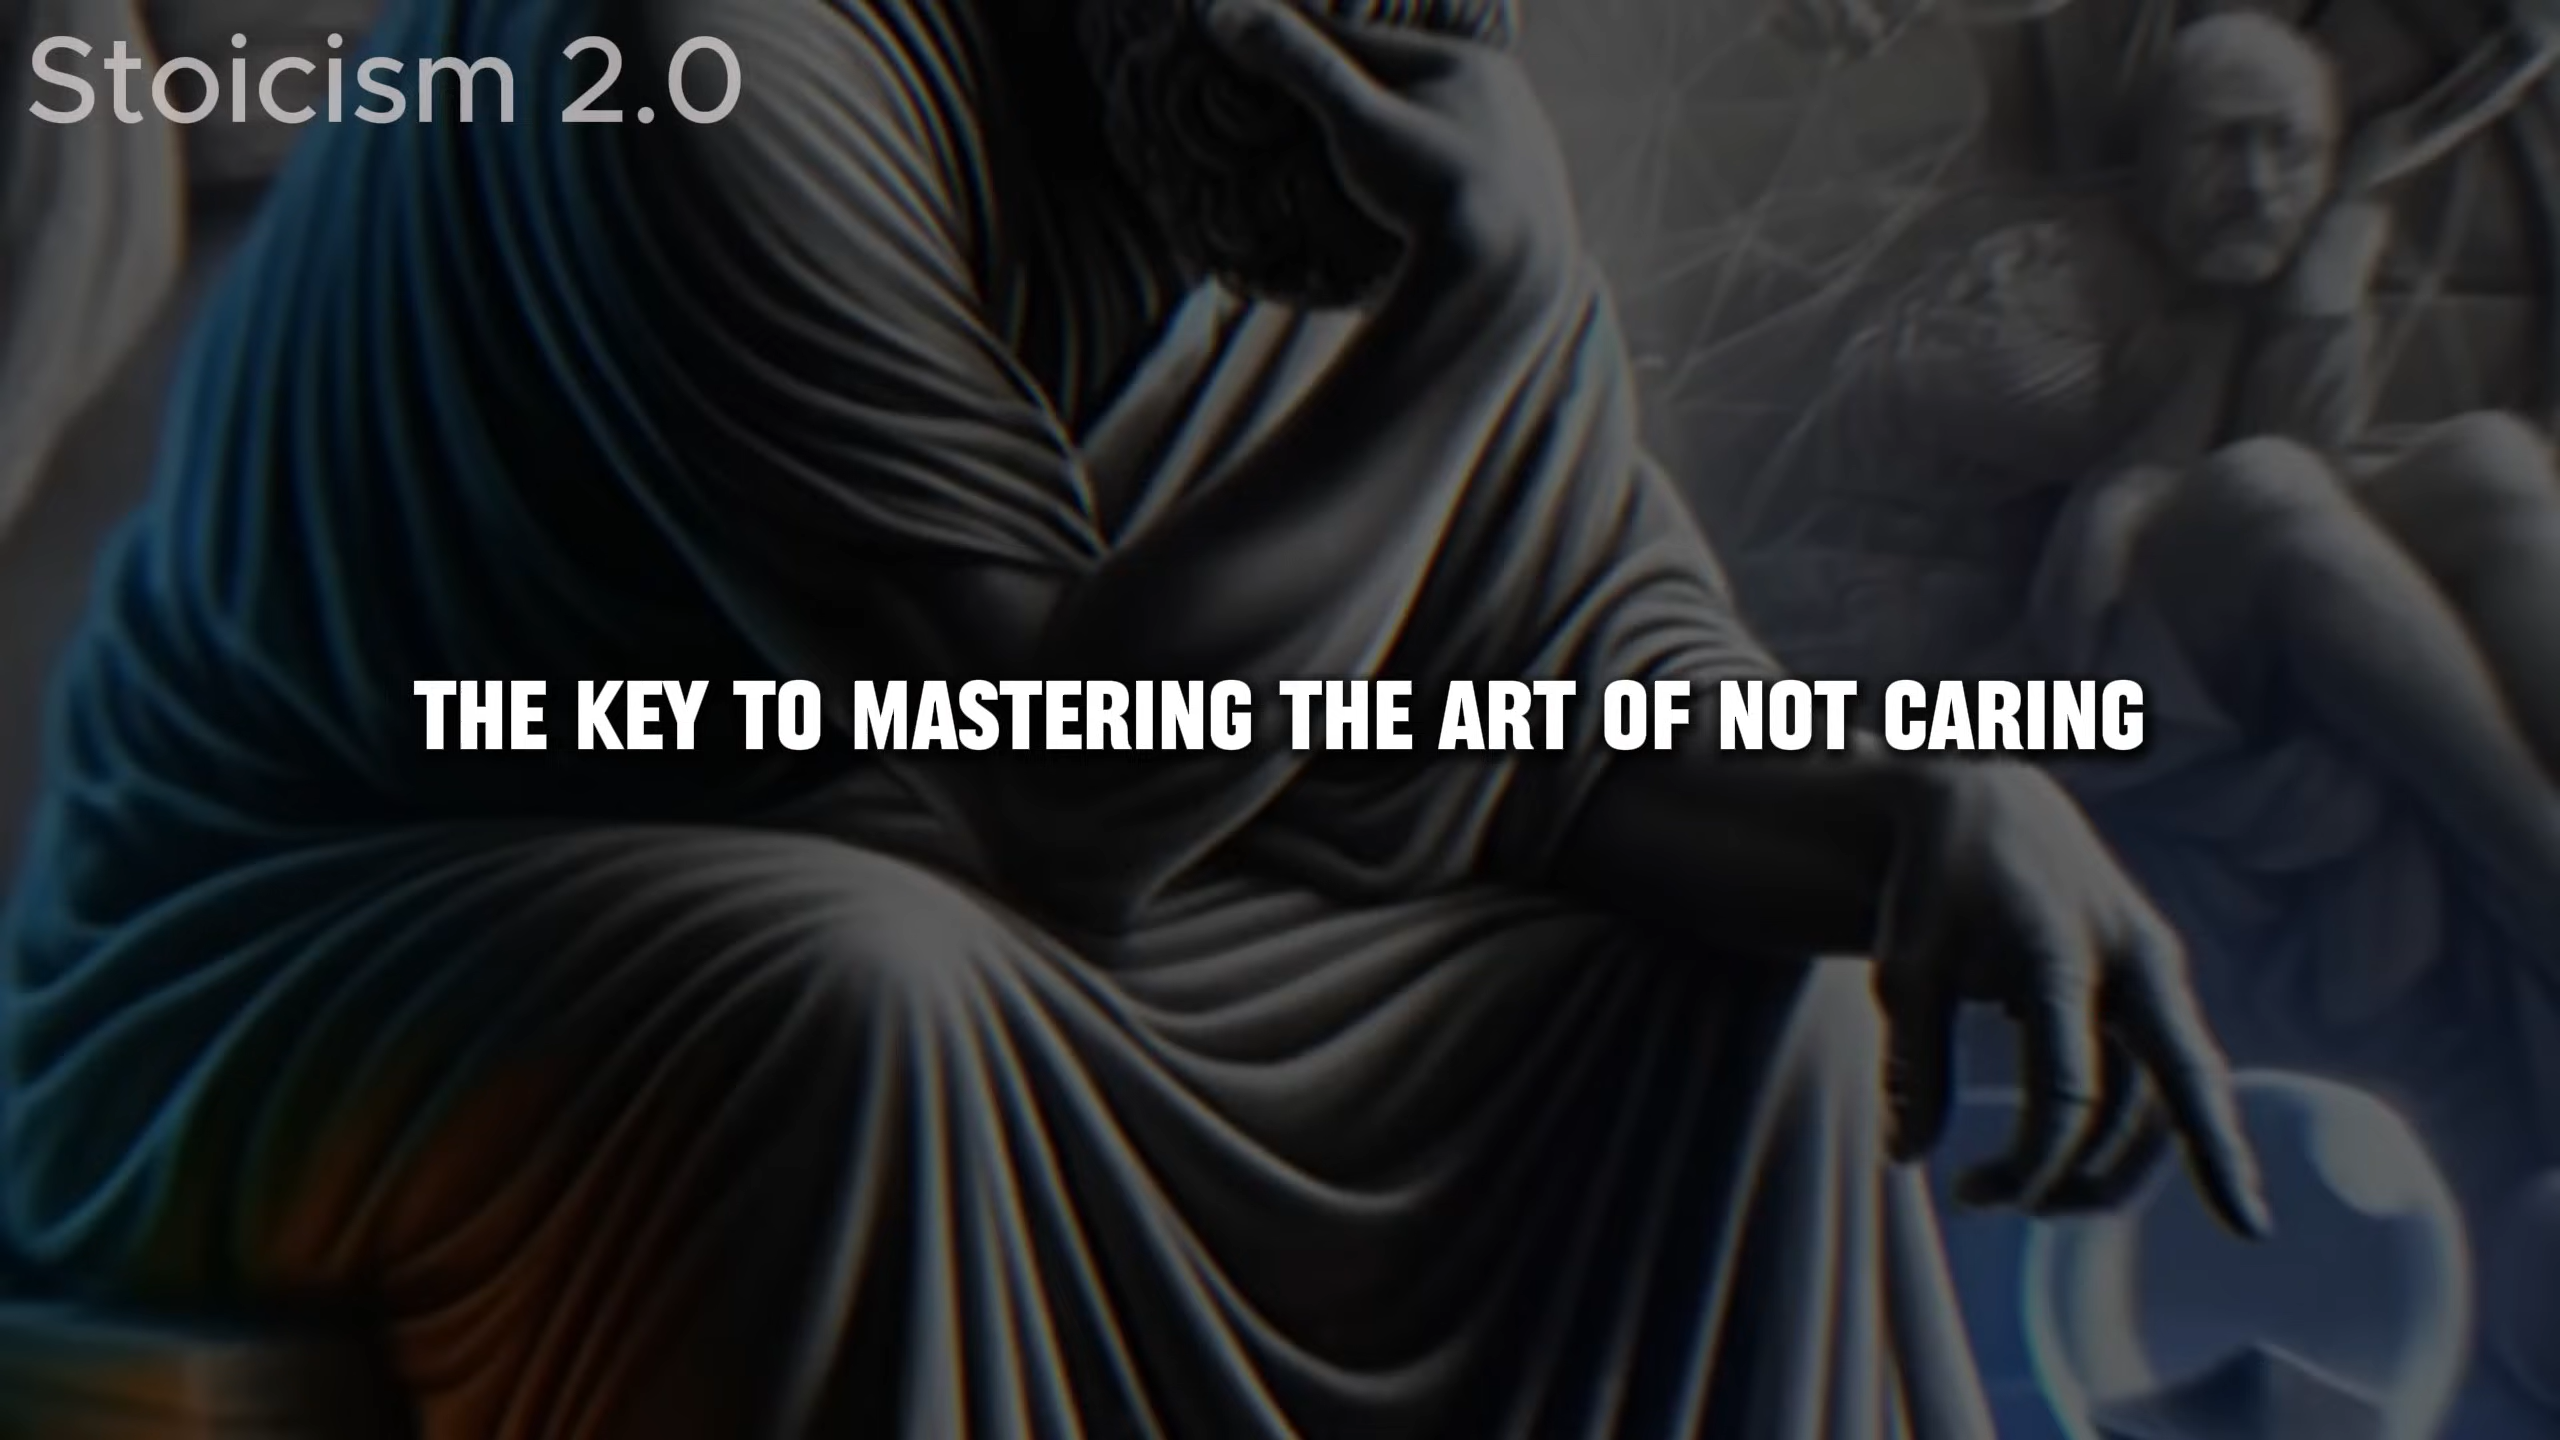 Stoicism 2.0
THE KEY TO MASTERING THE ART OF NOT CARING